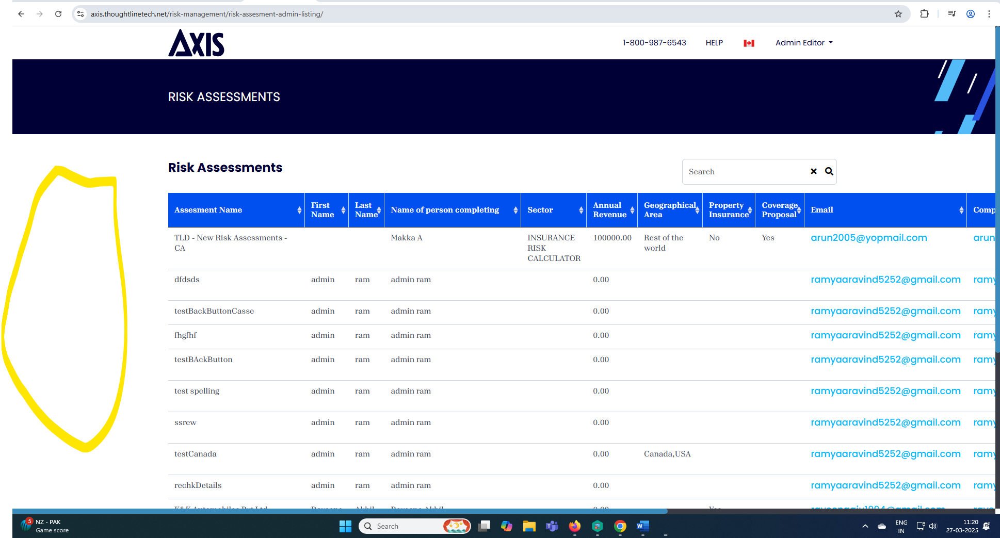 axis.thoughtlinetech.net/risk-management/risk-assesment-admin-listing/
AXIS
1-800-987-6543 HELP Admin Editor
RISK ASSESSMENTS
Risk Assessments
Search
Assesment Name First Name Last Name Name of person completing Sector Annual Revenue Geographical Area Property Insurance Coverage Proposal Email Comp
TLD - New Risk Assessments - CA Makka A INSURANCE RISK CALCULATOR 100000.00 Rest of the world No Yes arun2005@yopmail.com arun
dfdsds admin ram admin ram 0.00 ramyaaravind5252@gmail.com ramy
testBackButtonCasse admin ram admin ram 0.00 ramyaaravind5252@gmail.com ramy
fhgfhf admin ram admin ram 0.00 ramyaaravind5252@gmail.com ramy
testBAckButton admin ram admin ram 0.00 ramyaaravind5252@gmail.com ramy
test spelling admin ram admin ram 0.00 ramyaaravind5252@gmail.com ramy
ssrew admin ram admin ram 0.00 ramyaaravind5252@gmail.com ramy
testCanada admin ram admin ram 0.00 Canada,USA ramyaaravind5252@gmail.com ramy
rechkDetails admin ram admin ram 0.00 ramyaaravind5252@gmail.com ramy
5
NZ - PAK
Game score
Search
ENG
IN
11:20
27-03-2025